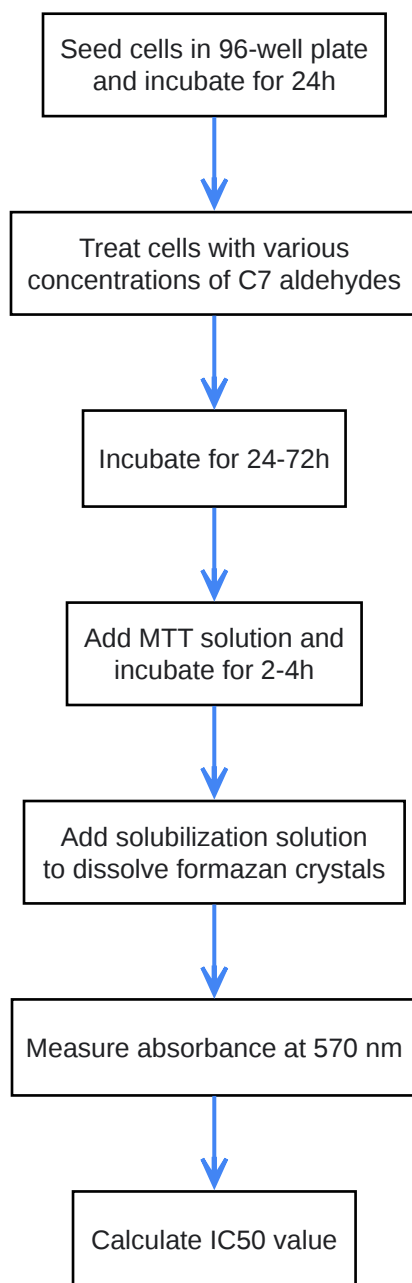 Seed cells in 96-well plate
and incubate for 24h
Treat cells with various
concentrations of C7 aldehydes
Incubate for 24-72h
Add MTT solution and
incubate for 2-4h
Add solubilization solution
to dissolve formazan crystals
Measure absorbance at 570 nm
Calculate IC50 value